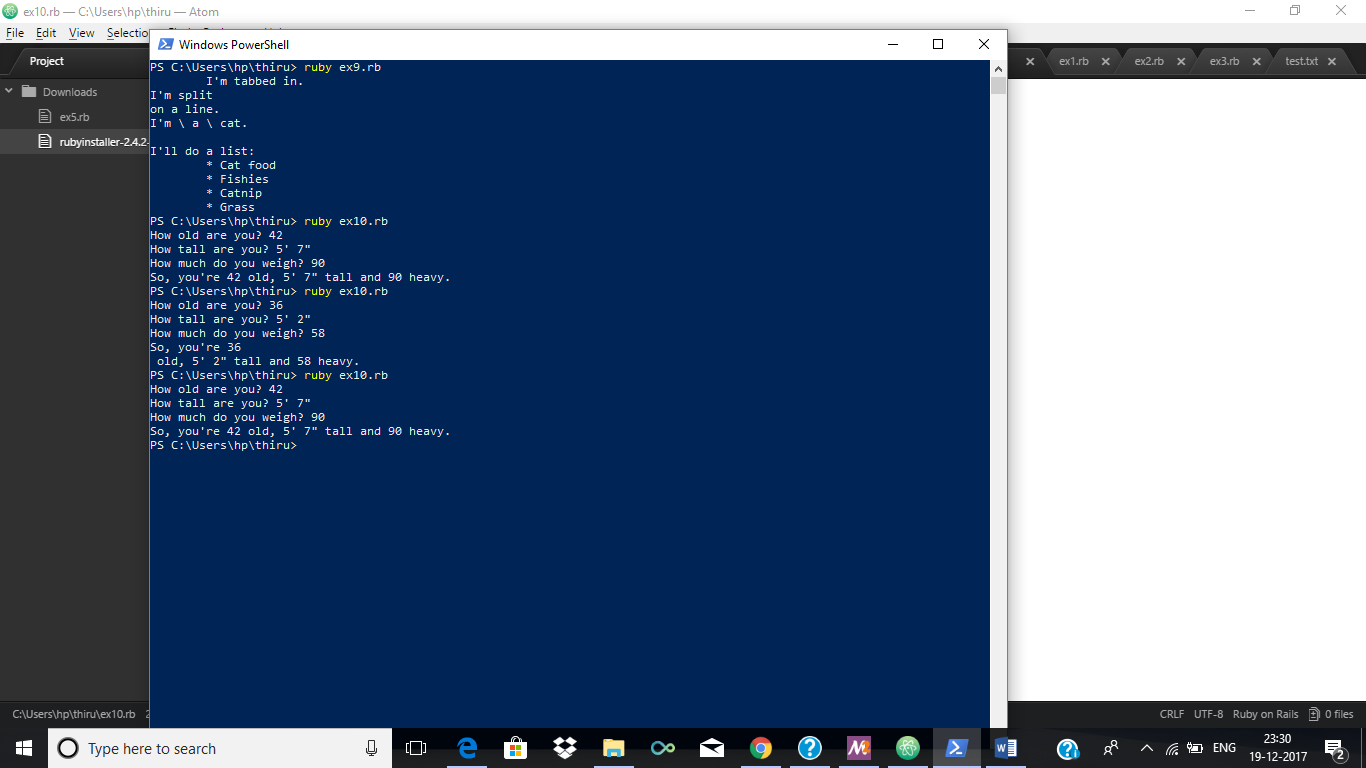 ex10.rb — C:\Users\hp\thiru — Atom
File Edit View Selectio
Windows PowerShell
Project
ex1.rb
ex2.rb
ex3.rb
test.txt
Downloads
ex5.rb
rubyinstaller-2.4.2-
PS C:\Users\hp\thiru> ruby ex9.rb
I'm tabbed in.
I'm split
on a line.
I'm \ a \ cat.
I'll do a list:
* Cat food
* Fishies
* Catnip
* Grass
PS C:\Users\hp\thiru> ruby ex10.rb
How old are you? 42
How tall are you? 5' 7"
How much do you weigh? 90
So, you're 42 old, 5' 7" tall and 90 heavy.
PS C:\Users\hp\thiru> ruby ex10.rb
How old are you? 36
How tall are you? 5' 2"
How much do you weigh? 58
So, you're 36
old, 5' 2" tall and 58 heavy.
PS C:\Users\hp\thiru> ruby ex10.rb
How old are you? 42
How tall are you? 5' 7"
How much do you weigh? 90
So, you're 42 old, 5' 7" tall and 90 heavy.
PS C:\Users\hp\thiru>
C:\Users\hp\thiru\ex10.rb 2
CRLF UTF-8 Ruby on Rails 0 files
Type here to search
ENG
23:30
19-12-2017
2